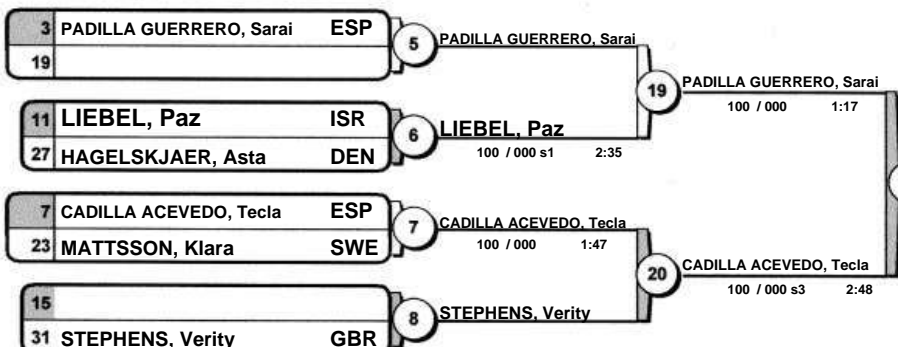 3 PADILLA GUERRERO, Sarai ESP
19
5 PADILLA GUERRERO, Sarai
19 PADILLA GUERRERO, Sarai
100 / 000 1:17
11 LIEBEL, Paz ISR
27 HAGELSKJAER, Asta DEN
6 LIEBEL, Paz
100 / 000 s1 2:35
7 CADILLA ACEVEDO, Tecla ESP
23 MATTSSON, Klara SWE
7 CADILLA ACEVEDO, Tecla
100 / 000 1:47
20 CADILLA ACEVEDO, Tecla
100 / 000 s3 2:48
15
31 STEPHENS, Verity GBR
8 STEPHENS, Verity